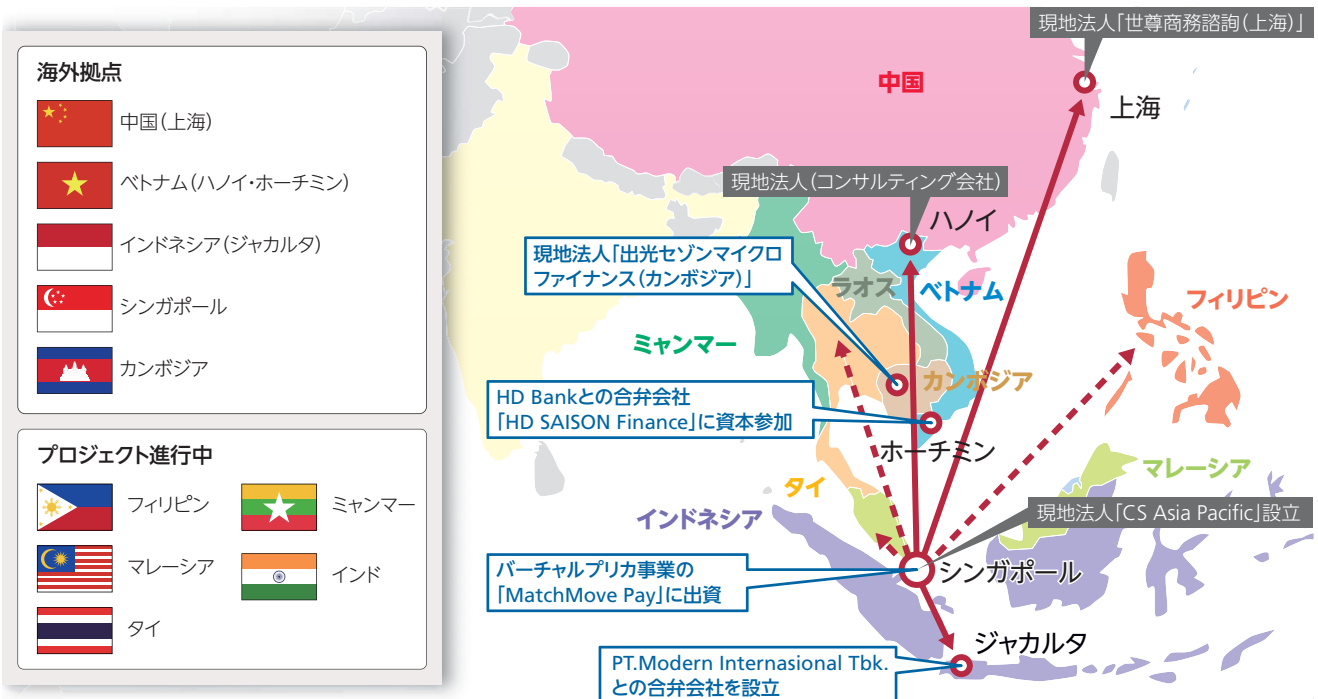 海外拠点
中国(上海)
ベトナム(ハノイ・ホーチミン)
インドネシア(ジャカルタ)
シンガポール
カンボジア
プロジェクト進行中
フィリピン
ミャンマー
マレーシア
インド
タイ
現地法人「世尊商務諮詢(上海)」
中国
上海
現地法人(コンサルティング会社)
ハノイ
現地法人「出光セゾンマイクロ
ファイナンス(カンボジア)」
ラオス
ベトナム
フィリピン
ミャンマー
カンボジア
HD Bankとの合弁会社
「HD SAISON Finance」に資本参加
ホーチミン
マレーシア
タイ
インドネシア
現地法人「CS Asia Pacific」設立
バーチャルプリカ事業の
「MatchMove Pay」に出資
シンガポール
ジャカルタ
PT.Modern Internasional Tbk.
との合弁会社を設立